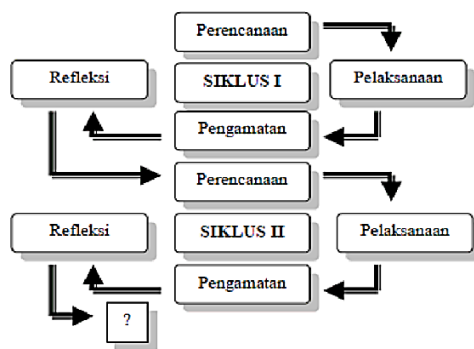 Perencanaan
Refleksi
SIKLUS I
Pelaksanaan
Pengamatan
Perencanaan
Refleksi
SIKLUS II
Pelaksanaan
Pengamatan
?